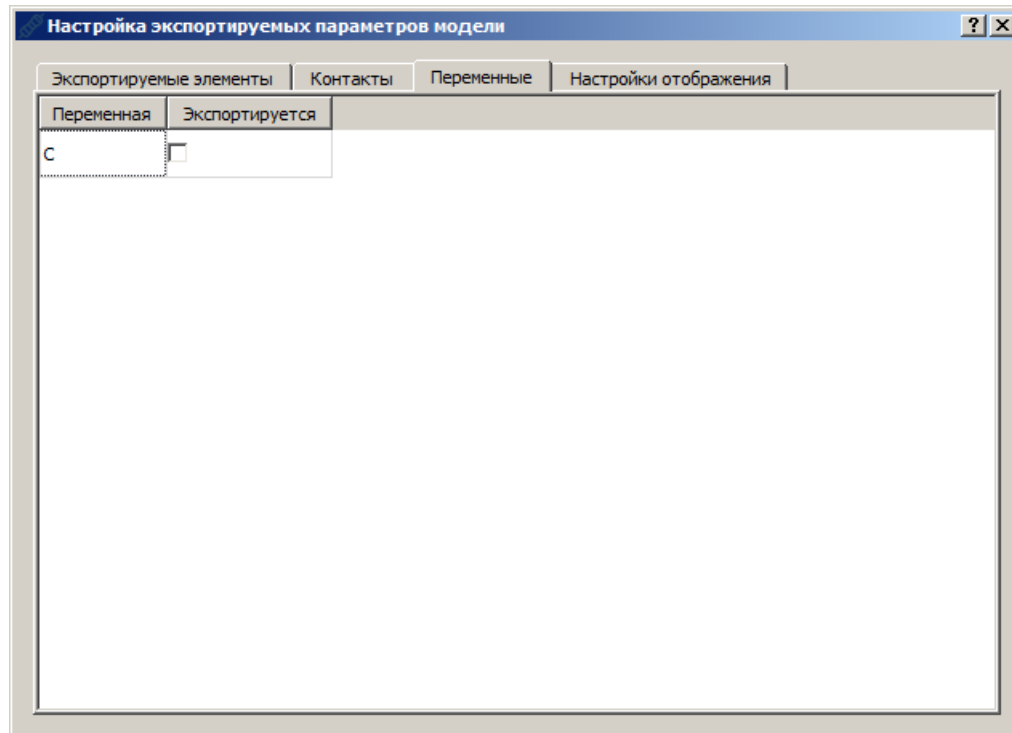 Настройка экспортируемых параметров модели
Экспортируемые элементы Контакты Переменные Настройки отображения
Переменная Экспортируется
C